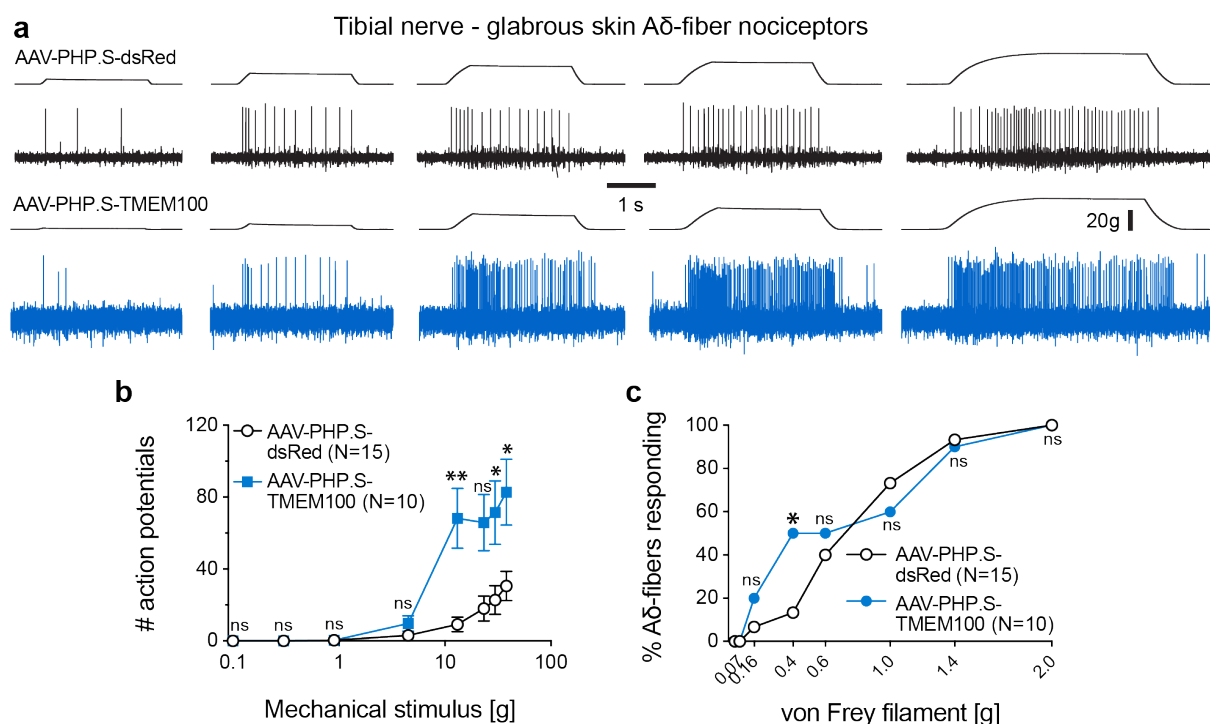 a
Tibial nerve - glabrous skin Aδ-fiber nociceptors
AAV-PHP.S-dsRed
1 s
AAV-PHP.S-TMEM100
20g
b
120
80
40
0
# action potentials
AAV-PHP.S-
dsRed (N=15)
AAV-PHP.S-
TMEM100 (N=10)
ns
ns
ns
ns
**
ns
*
*
0.1
1
10
100
Mechanical stimulus [g]
c
100
80
60
40
20
0
% Aδ-fibers responding
ns
*
ns
ns
ns
ns
AAV-PHP.S-
dsRed (N=15)
AAV-PHP.S-
TMEM100 (N=10)
0.07
0.16
0.4
0.6
1.0
1.4
2.0
von Frey filament [g]